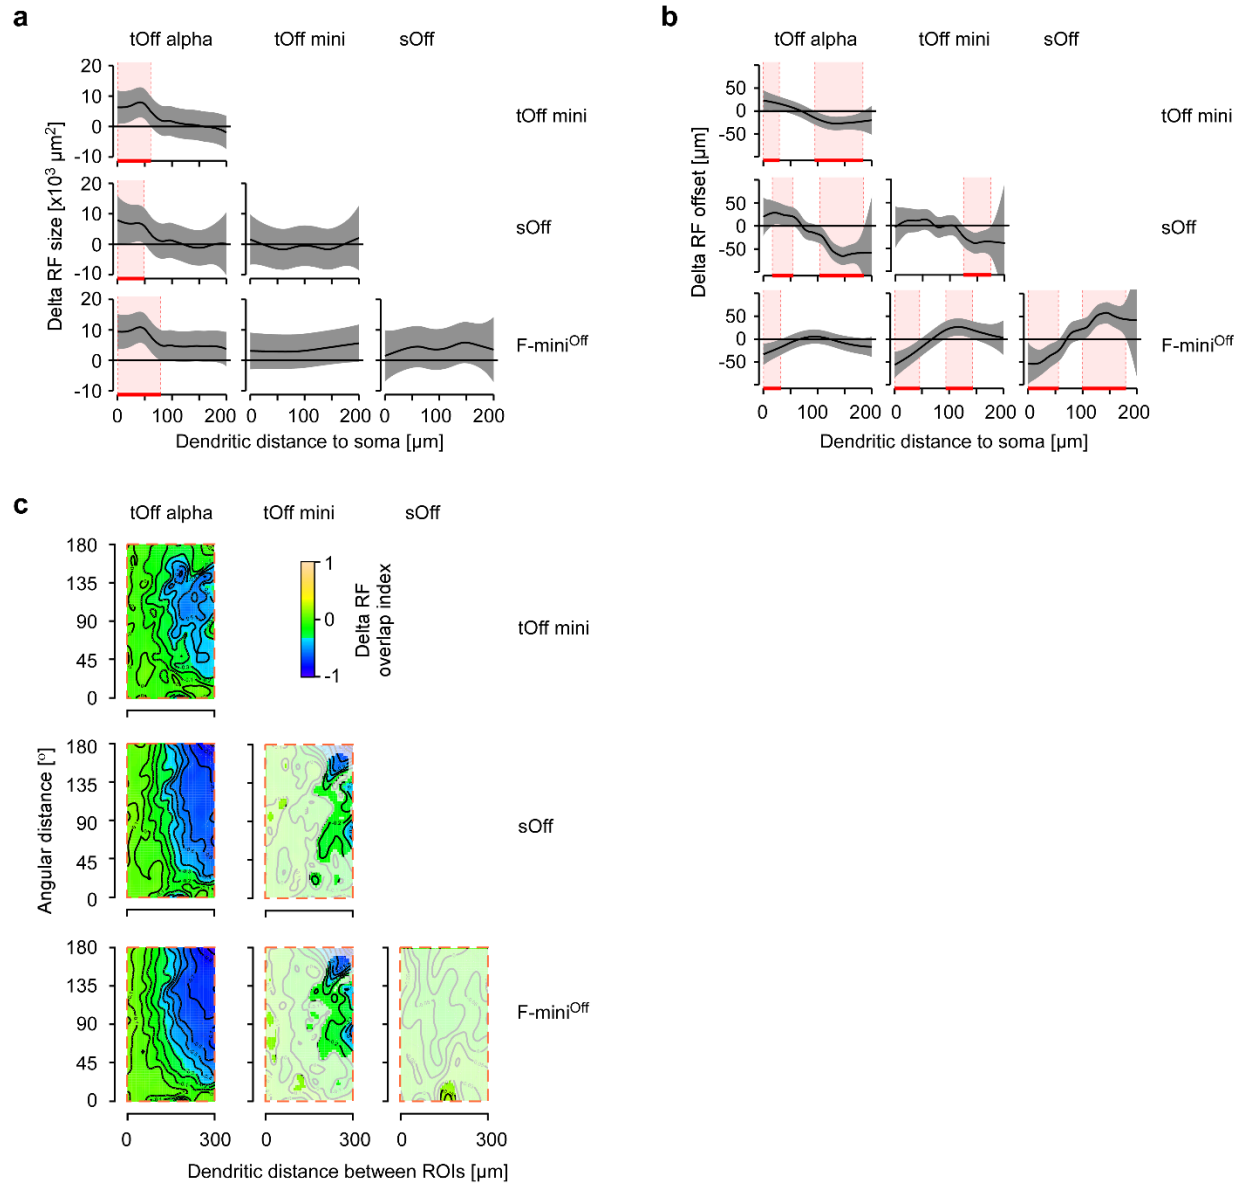 a
tOff alpha tOff mini sOff
20
10
0
-10
tOff mini
Delta RF size [x10³ µm²]
20
10
0
-10
sOff
20
10
0
-10
F-miniᴼᶠᶠ
0 100 200 0 100 200 0 100 200
Dendritic distance to soma [µm]
b
tOff alpha tOff mini sOff
50
0
-50
tOff mini
Delta RF offset [µm]
50
0
-50
sOff
50
0
-50
F-miniᴼᶠᶠ
0 100 200 0 100 200 0 100 200
Dendritic distance to soma [µm]
c
tOff alpha tOff mini sOff
180
135
90
45
0
1
0
-1
Delta RF
overlap index
tOff mini
Angular distance [°]
180
135
90
45
0
sOff
180
135
90
45
0
F-miniᴼᶠᶠ
0 300 0 300 0 300
Dendritic distance between ROIs [µm]